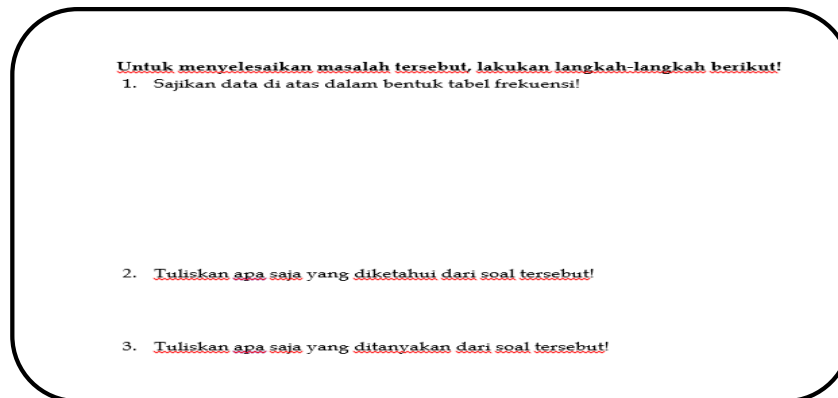 Untuk menyelesaikan masalah tersebut, lakukan langkah-langkah berikut!
1. Sajikan data di atas dalam bentuk tabel frekuensi!
2. Tuliskan apa saja yang diketahui dari soal tersebut!
3. Tuliskan apa saja yang ditanyakan dari soal tersebut!